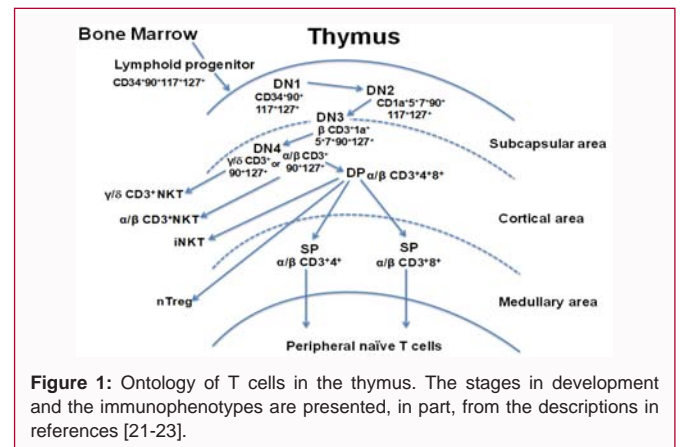 Bone Marrow
Thymus
Lymphoid progenitor
CD34⁺90⁺117⁺127⁺
DN1
CD34⁺90⁺
117⁺127⁺
DN2
CD1a⁺5⁺7⁺90⁺
117⁺127⁺
DN3
β CD3⁺1a⁺
5⁺7⁺90⁺127⁺
Subcapsular area
DN4
γ/δ CD3⁺ or α/β CD3⁺
90⁺127⁺ 90⁺127⁺
DP α/β CD3⁺4⁺8⁺
γ/δ CD3⁺NKT
α/β CD3⁺NKT
Cortical area
iNKT
SP
α/β CD3⁺4⁺
SP
α/β CD3⁺8⁺
nTreg
Medullary area
Peripheral naïve T cells
Figure 1: Ontology of T cells in the thymus. The stages in development
and the immunophenotypes are presented, in part, from the descriptions in
references [21-23].